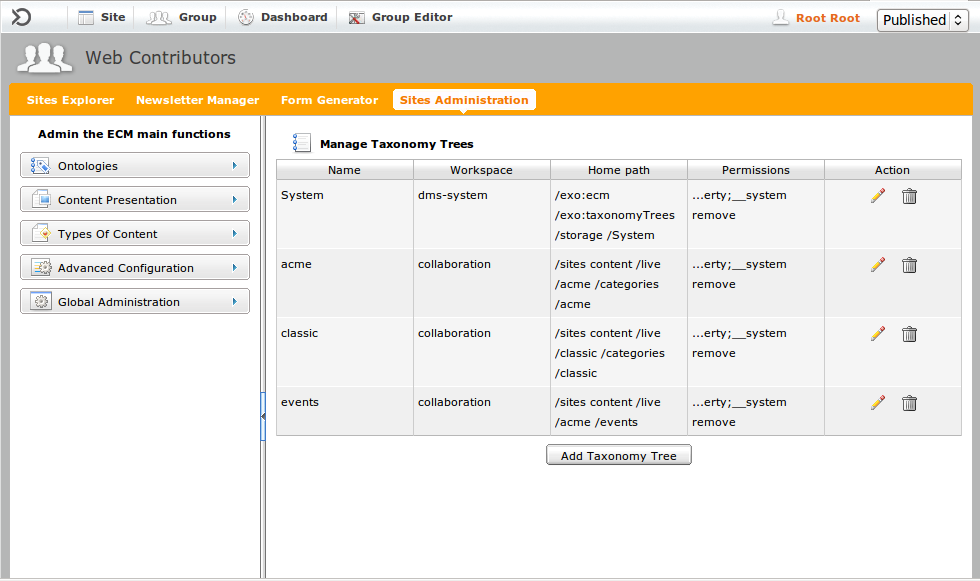 Site Group Dashboard Group Editor Root Root Published
Web Contributors
Sites Explorer Newsletter Manager Form Generator Sites Administration
Admin the ECM main functions
Ontologies
Content Presentation
Types Of Content
Advanced Configuration
Global Administration
Manage Taxonomy Trees
Name Workspace Home path Permissions Action
System dms-system /exo:ecm ...erty;__system
/exo:taxonomyTrees remove
/storage /System
acme collaboration /sites content /live ...erty;__system
/acme /categories remove
/acme
classic collaboration /sites content /live ...erty;__system
/classic /categories remove
/classic
events collaboration /sites content /live ...erty;__system
/acme /events remove
Add Taxonomy Tree